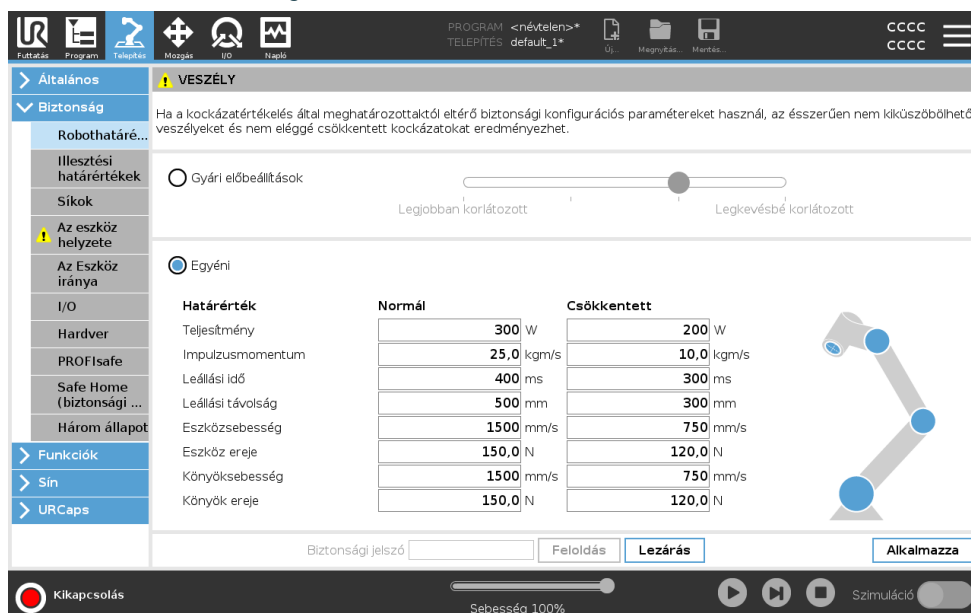 PROGRAM <névtelen>*
TELEPÍTÉS default_1*
CCCC
CCCC
Futtatás Program Telepítés Mozgás I/O Napló
Új... Megnyitás... Mentés...
Általános
Biztonság
Robothatáré...
Illesztési
határértékek
Síkok
Az eszköz
helyzete
Az Eszköz
iránya
I/O
Hardver
PROFIsafe
Safe Home
(biztonsági ...
Három állapot
Funkciók
Sín
URCaps
VESZÉLY
Ha a kockázatértékelés által meghatározottaktól eltérő biztonsági konfigurációs paramétereket használ, az ésszerűen nem kiküszöbölhető
veszélyeket és nem eléggé csökkentett kockázatokat eredményezhet.
Gyári előbeállítások
Legjobban korlátozott Legkevésbé korlátozott
Egyéni
Határérték Normál Csökkentett
Teljesítmény 300 W 200 W
Impulzusmomentum 25,0 kgm/s 10,0 kgm/s
Leállási idő 400 ms 300 ms
Leállási távolság 500 mm 300 mm
Eszközsebesség 1500 mm/s 750 mm/s
Eszköz ereje 150,0 N 120,0 N
Könyöksebesség 1500 mm/s 750 mm/s
Könyök ereje 150,0 N 120,0 N
Biztonsági jelszó Feloldás Lezárás Alkalmazza
Kikapcsolás
Sebesség 100%
Szimuláció